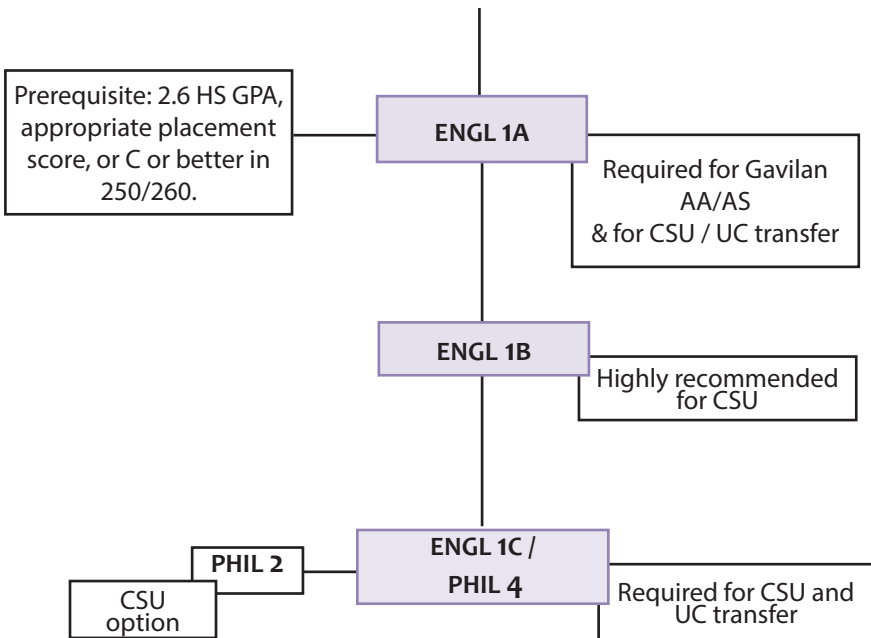 Prerequisite: 2.6 HS GPA,
appropriate placement
score, or C or better in
250/260.
ENGL 1A
Required for Gavilan
AA/AS
& for CSU / UC transfer
ENGL 1B
Highly recommended
for CSU
PHIL 2
CSU
option
ENGL 1C /
PHIL 4
Required for CSU and
UC transfer